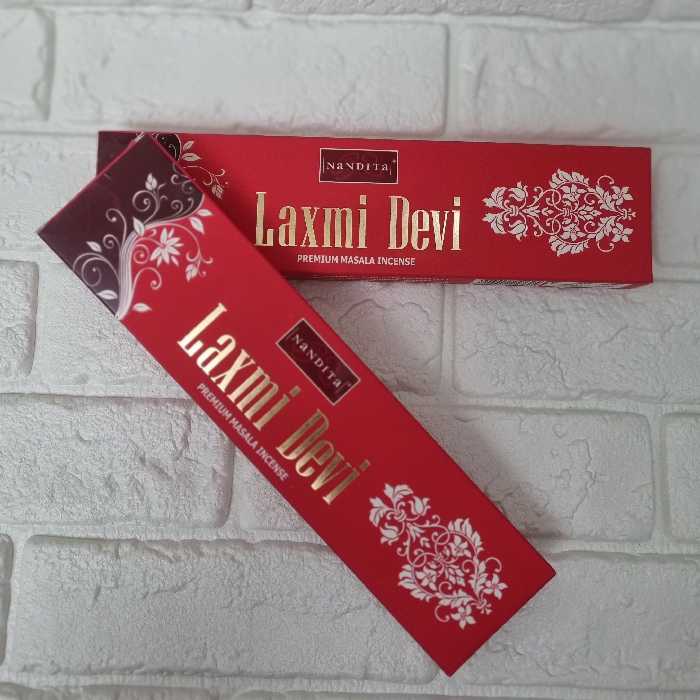 NANDITA
Laxmi Devi
PREMIUM MASALA INCENSE
NANDITA
Laxmi Devi
PREMIUM MASALA INCENSE